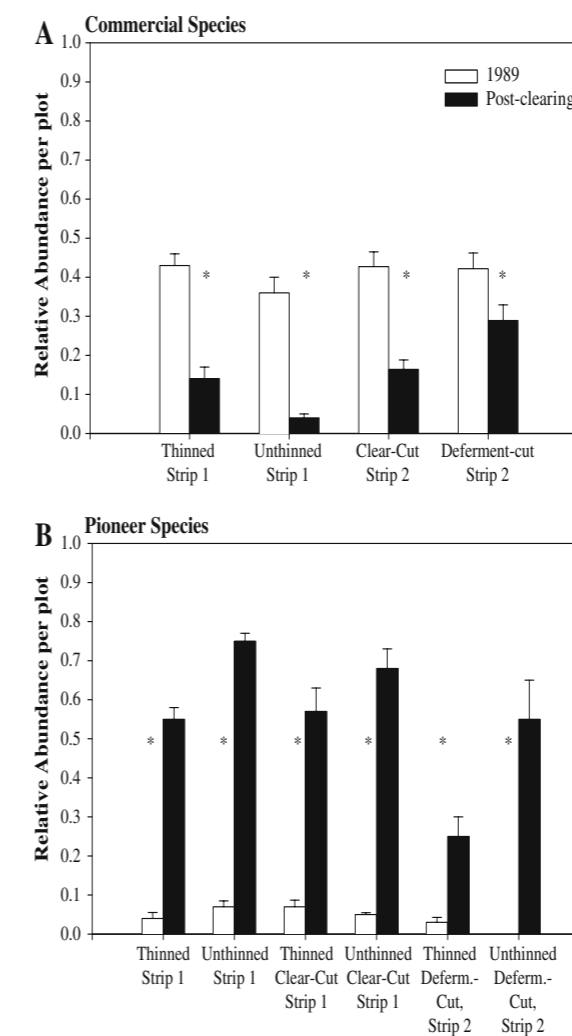 A Commercial Species
1.0
0.9
0.8
0.7
0.6
0.5
0.4
0.3
0.2
0.1
0.0
Relative Abundance per plot
1989
Post-clearing
* * * *
Thinned Unthinned Clear-Cut Deferment-cut
Strip 1 Strip 1 Strip 2 Strip 2
B Pioneer Species
1.0
0.9
0.8
0.7
0.6
0.5
0.4
0.3
0.2
0.1
0.0
Relative Abundance per plot
* * * * * *
Thinned Unthinned Thinned Unthinned Thinned Unthinned
Strip 1 Strip 1 Clear-Cut Clear-Cut Deferm.- Deferm.-
Strip 1 Strip 1 Cut, Cut,
Strip 2 Strip 2